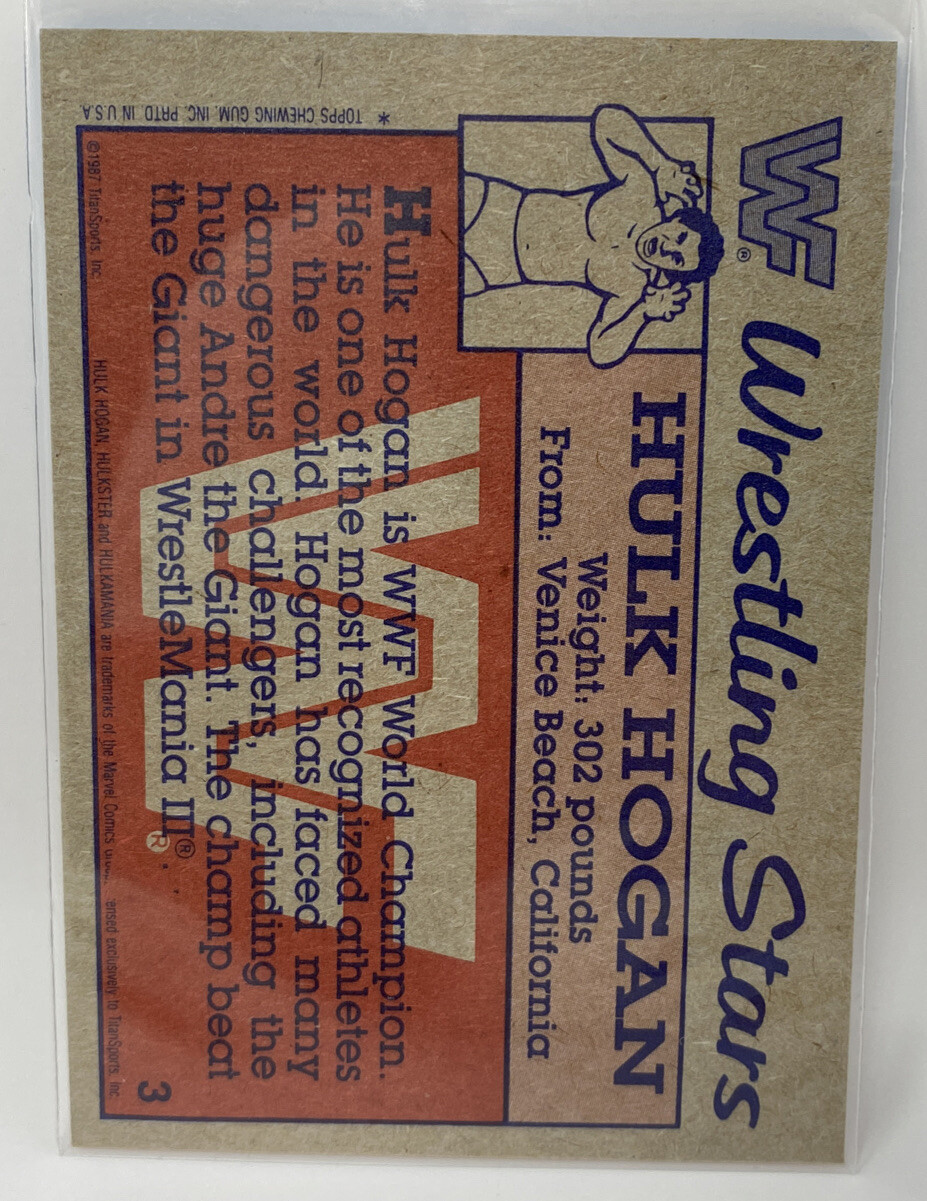 WF®
Wrestling Stars
HULK HOGAN
Weight: 302 pounds
From: Venice Beach, California
Hulk Hogan is WWF World Champion.
He is one of the most recognized athletes
in the world. Hogan has faced many
dangerous challengers, including the
huge Andre the Giant. The champ beat
the Giant in WrestleMania III®.
3
©1987 TitanSports, Inc. HULK HOGAN, HULKSTER and HULKAMANIA are trademarks of the Marvel Comics exclusively to TitanSports, Inc.
* TOPPS CHEWING GUM, INC. PRTD. IN U.S.A.